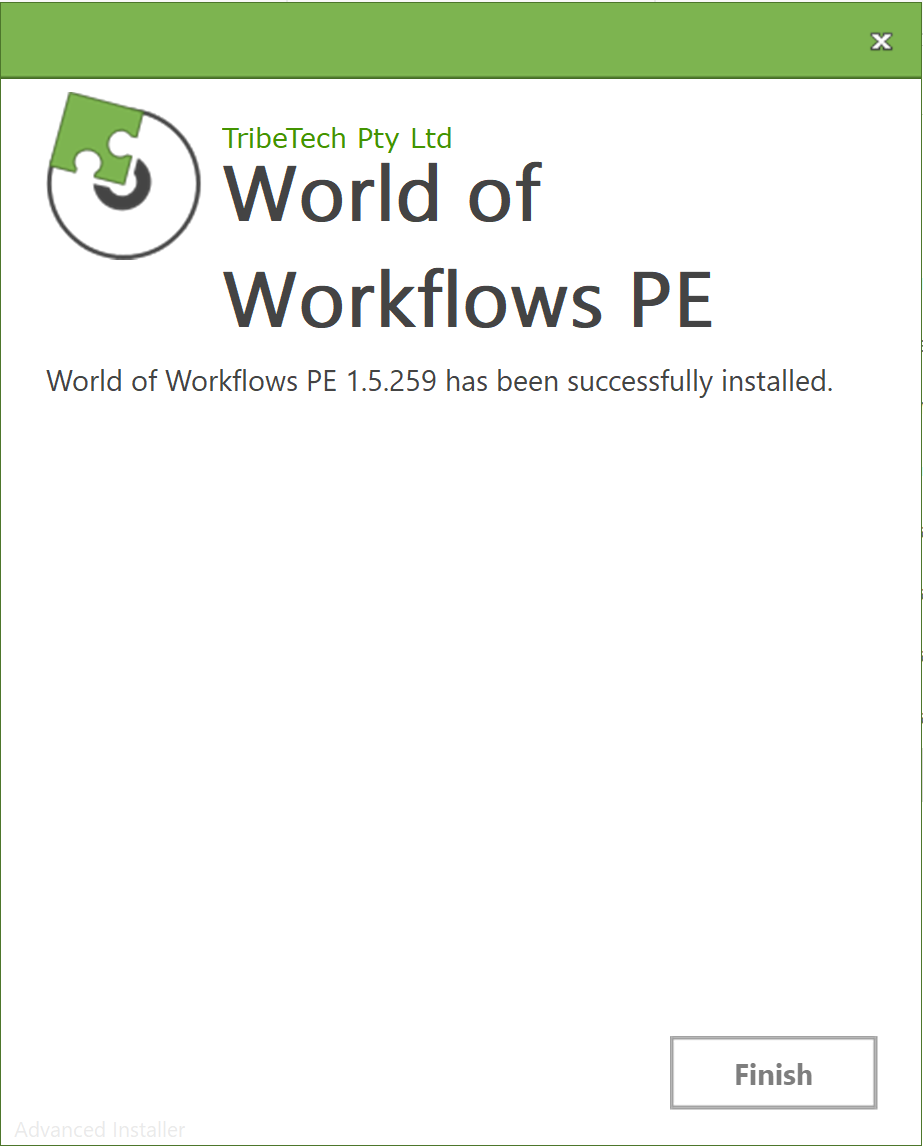 TribeTech Pty Ltd
World of
Workflows PE
World of Workflows PE 1.5.259 has been successfully installed.
Finish
Advanced Installer